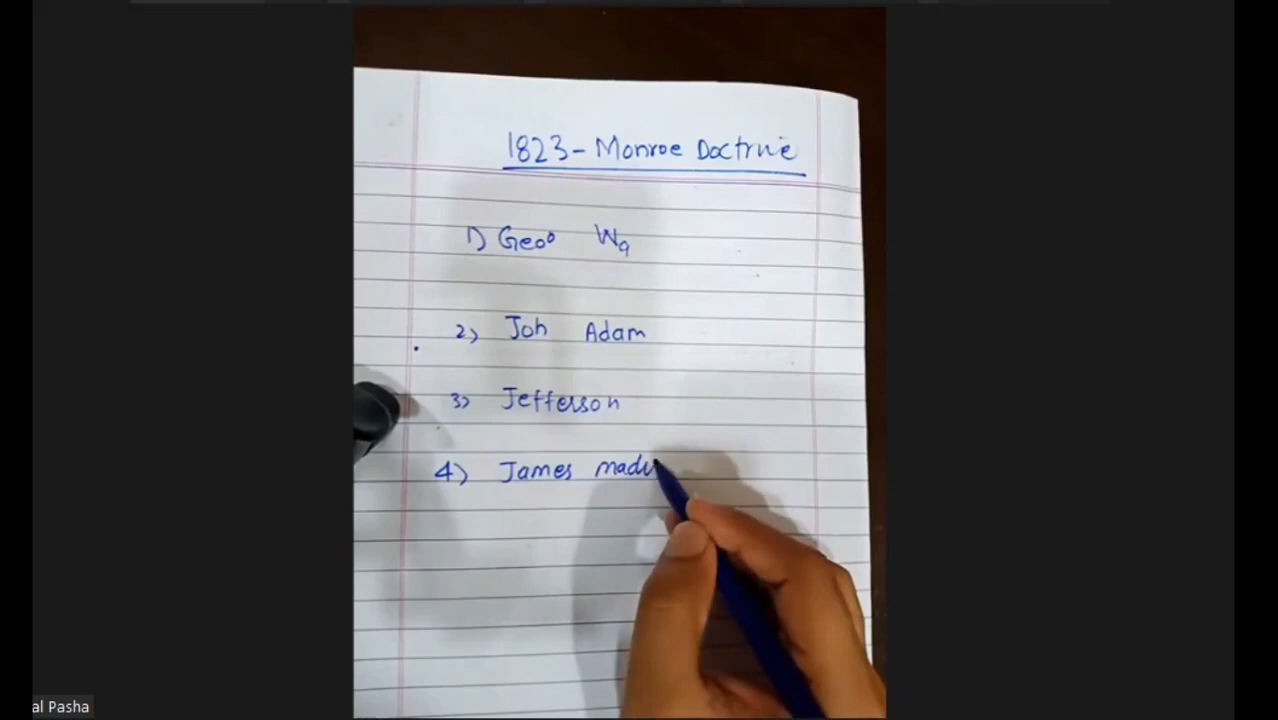 1823 - Monroe Doctrine
1) Geo° Wa
2) Joh Adam
3) Jefferson
4) James madi
al Pasha